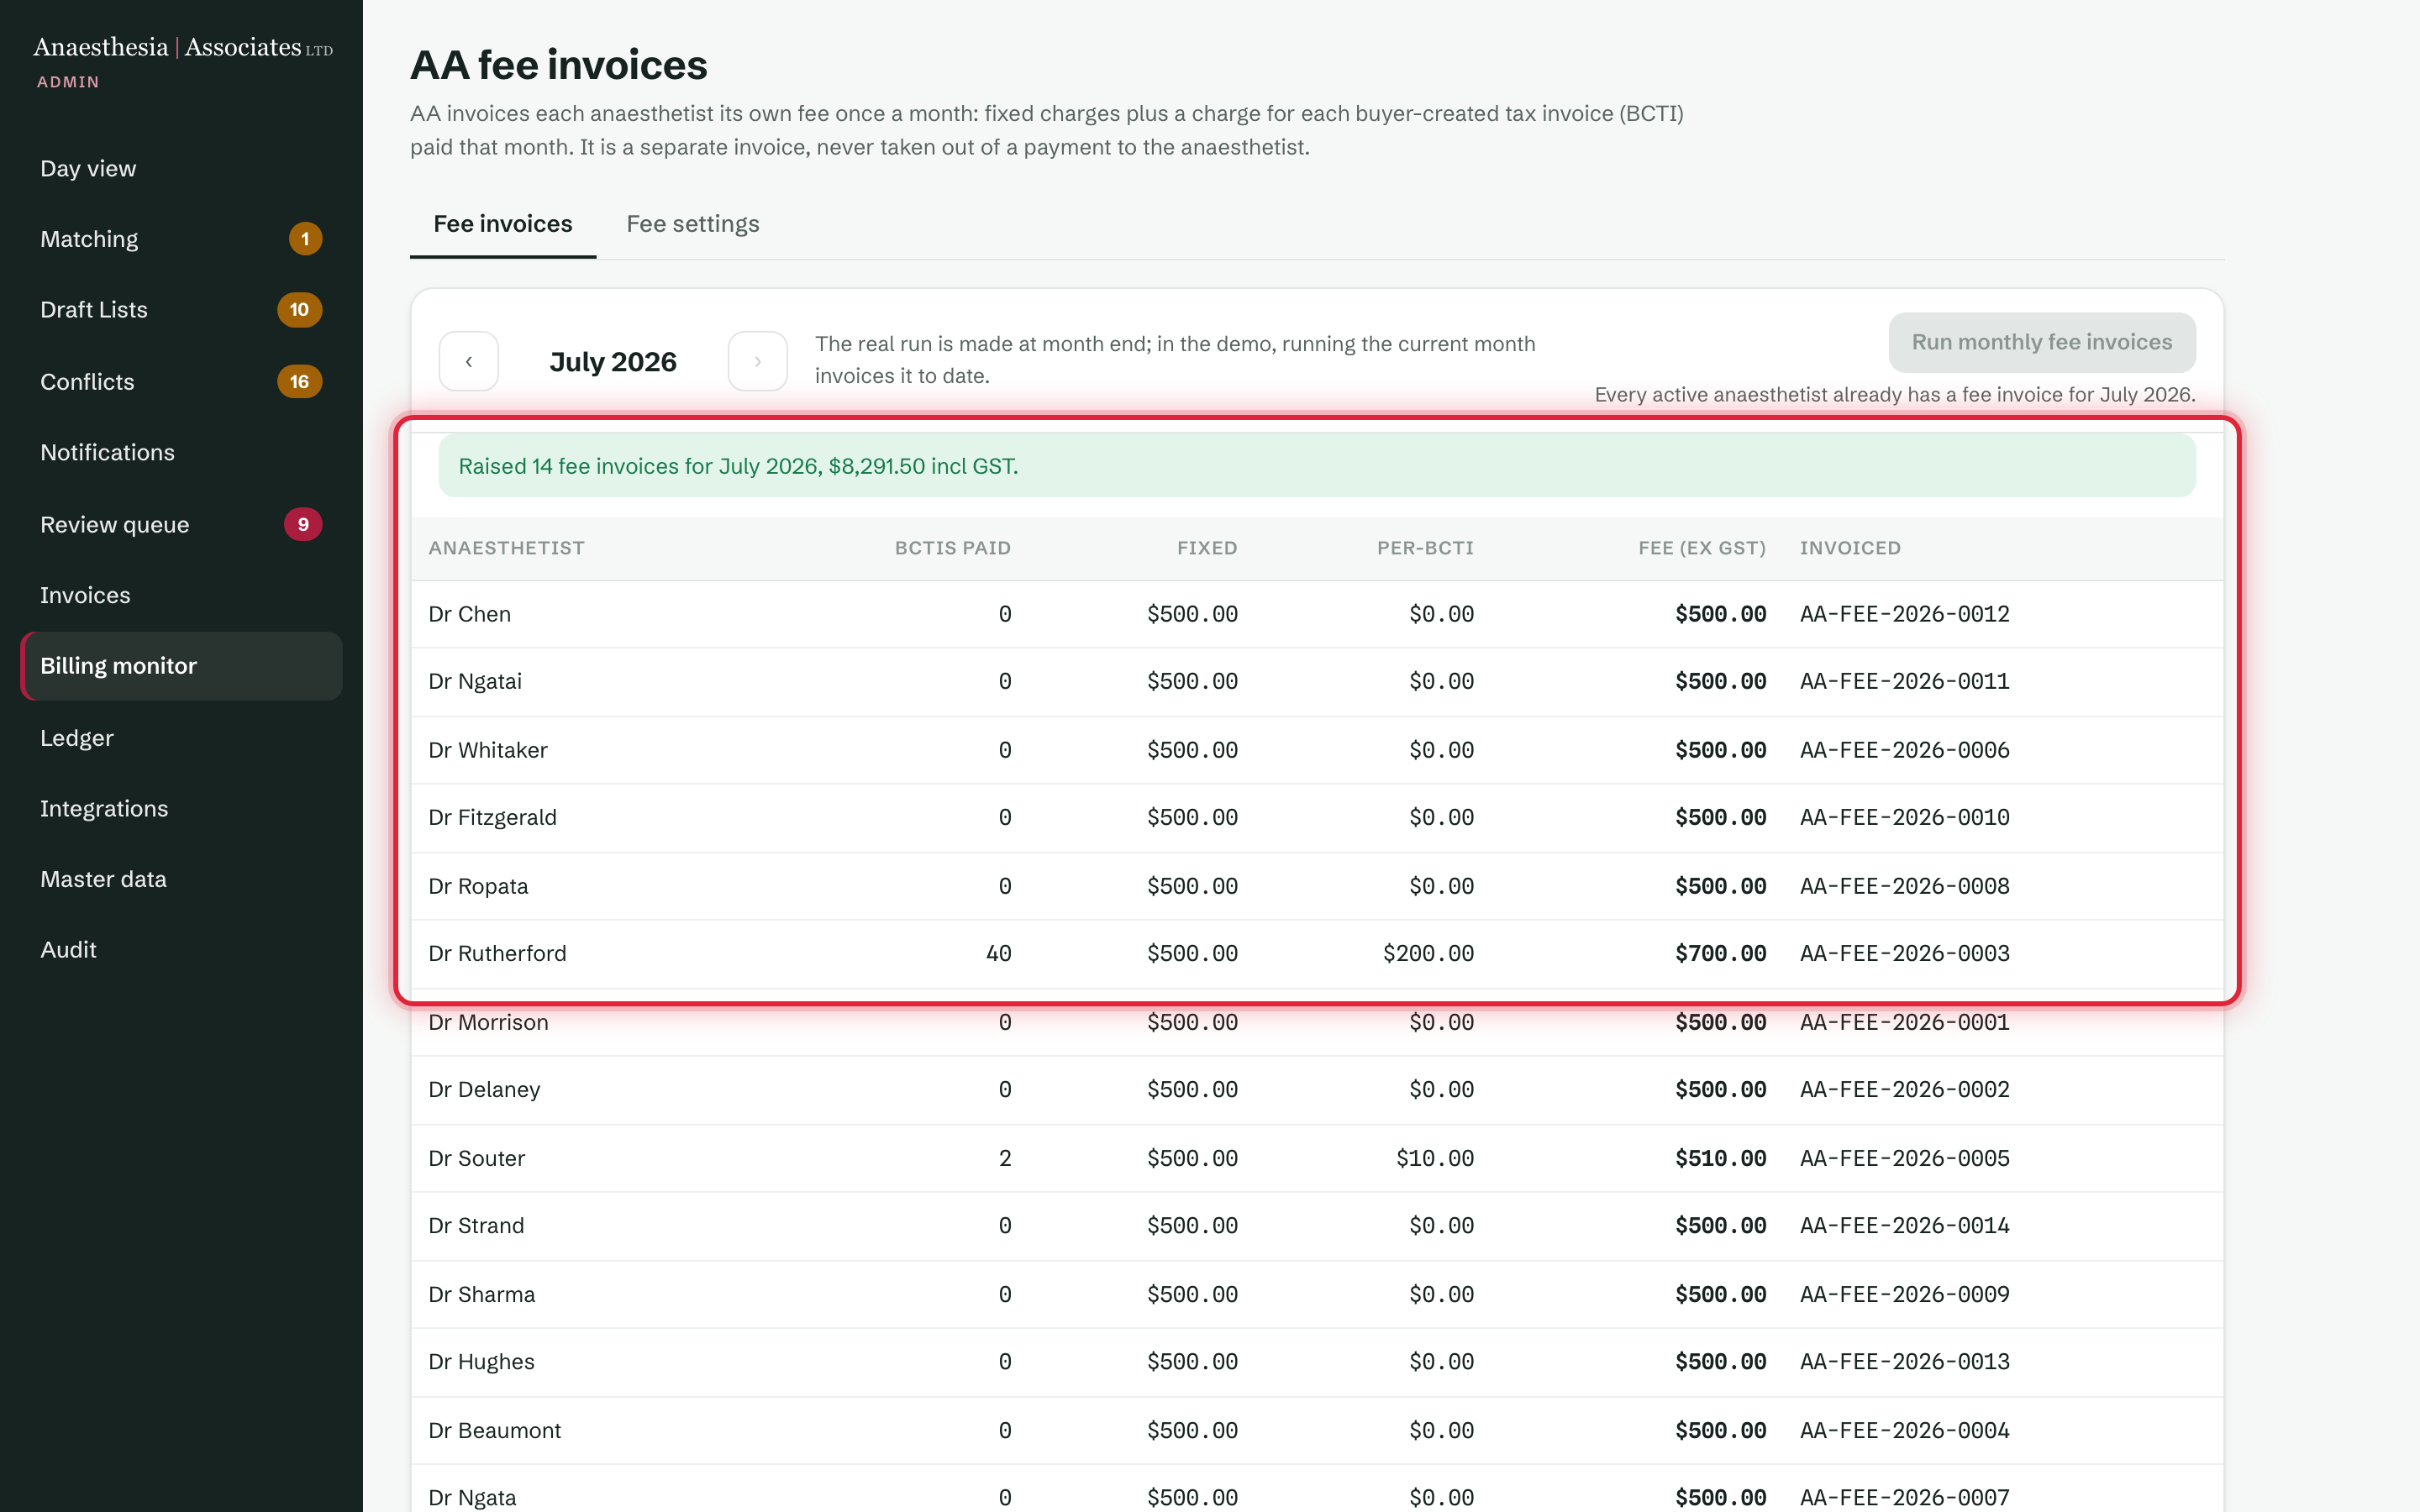 Anaesthesia | Associates LTD
ADMIN
Day view
Matching 1
Draft Lists 10
Conflicts 16
Notifications
Review queue 9
Invoices
Billing monitor
Ledger
Integrations
Master data
Audit
AA fee invoices
AA invoices each anaesthetist its own fee once a month: fixed charges plus a charge for each buyer-created tax invoice (BCTI)
paid that month. It is a separate invoice, never taken out of a payment to the anaesthetist.
Fee invoices Fee settings
‹ July 2026 ›
The real run is made at month end; in the demo, running the current month
invoices it to date.
Run monthly fee invoices
Every active anaesthetist already has a fee invoice for July 2026.
Raised 14 fee invoices for July 2026, $8,291.50 incl GST.
ANAESTHETIST BCTIS PAID FIXED PER-BCTI FEE (EX GST) INVOICED
Dr Chen 0 $500.00 $0.00 $500.00 AA-FEE-2026-0012
Dr Ngatai 0 $500.00 $0.00 $500.00 AA-FEE-2026-0011
Dr Whitaker 0 $500.00 $0.00 $500.00 AA-FEE-2026-0006
Dr Fitzgerald 0 $500.00 $0.00 $500.00 AA-FEE-2026-0010
Dr Ropata 0 $500.00 $0.00 $500.00 AA-FEE-2026-0008
Dr Rutherford 40 $500.00 $200.00 $700.00 AA-FEE-2026-0003
Dr Morrison 0 $500.00 $0.00 $500.00 AA-FEE-2026-0001
Dr Delaney 0 $500.00 $0.00 $500.00 AA-FEE-2026-0002
Dr Souter 2 $500.00 $10.00 $510.00 AA-FEE-2026-0005
Dr Strand 0 $500.00 $0.00 $500.00 AA-FEE-2026-0014
Dr Sharma 0 $500.00 $0.00 $500.00 AA-FEE-2026-0009
Dr Hughes 0 $500.00 $0.00 $500.00 AA-FEE-2026-0013
Dr Beaumont 0 $500.00 $0.00 $500.00 AA-FEE-2026-0004
Dr Ngata 0 $500.00 $0.00 $500.00 AA-FEE-2026-0007